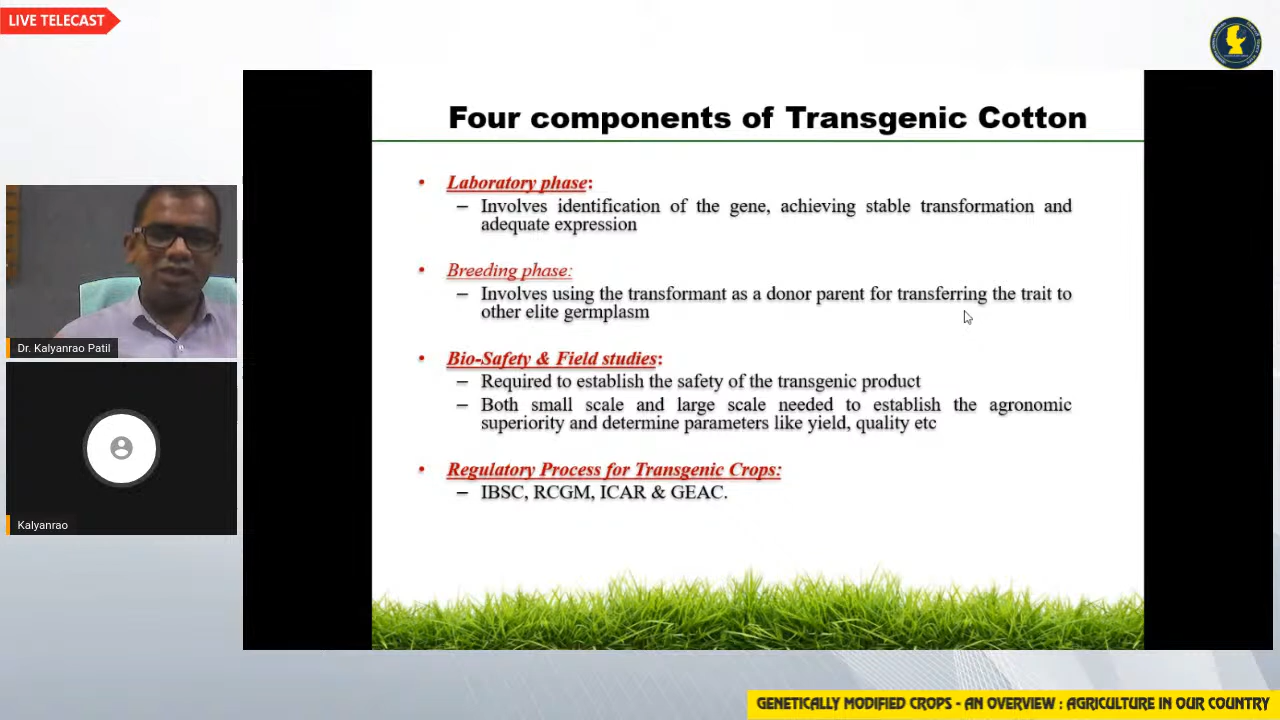 LIVE TELECAST
Four components of Transgenic Cotton
• Laboratory phase:
– Involves identification of the gene, achieving stable transformation and
adequate expression
• Breeding phase:
– Involves using the transformant as a donor parent for transferring the trait to
other elite germplasm
• Bio-Safety & Field studies:
– Required to establish the safety of the transgenic product
– Both small scale and large scale needed to establish the agronomic
superiority and determine parameters like yield, quality etc
• Regulatory Process for Transgenic Crops:
– IBSC, RCGM, ICAR & GEAC.
Dr. Kalyanrao Patil
Kalyanrao
GENETICALLY MODIFIED CROPS - AN OVERVIEW : AGRICULTURE IN OUR COUNTRY